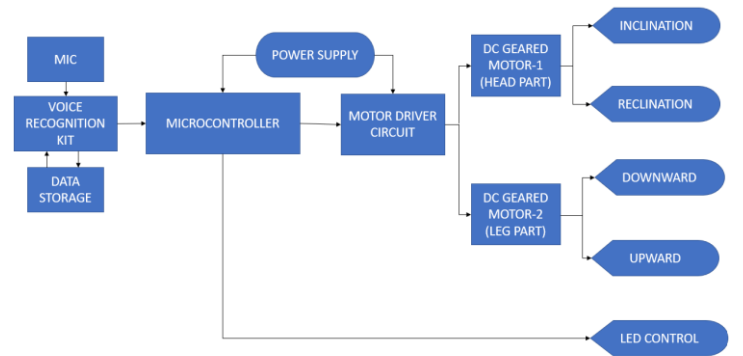 MIC
VOICE
RECOGNITION
KIT
DATA
STORAGE
POWER SUPPLY
MICROCONTROLLER
MOTOR DRIVER
CIRCUIT
DC GEARED
MOTOR-1
(HEAD PART)
INCLINATION
RECLINATION
DC GEARED
MOTOR-2
(LEG PART)
DOWNWARD
UPWARD
LED CONTROL